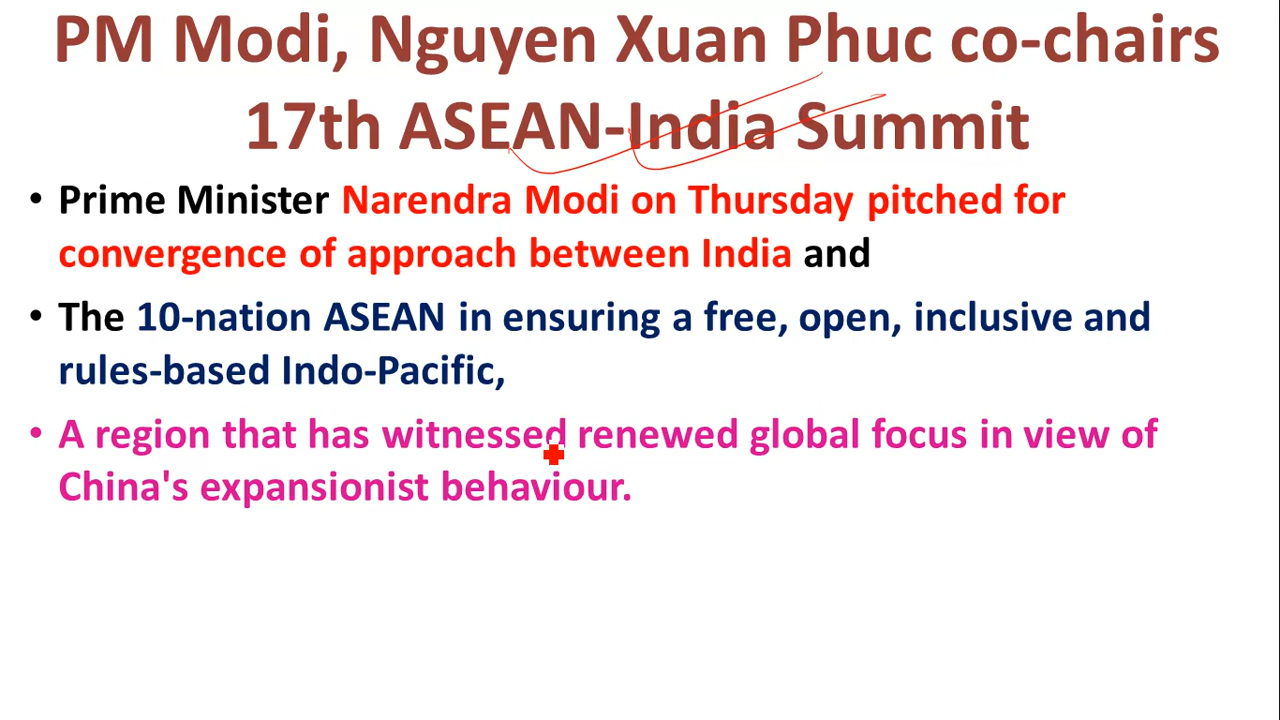 PM Modi, Nguyen Xuan Phuc co-chairs
17th ASEAN-India Summit
• Prime Minister Narendra Modi on Thursday pitched for
convergence of approach between India and
• The 10-nation ASEAN in ensuring a free, open, inclusive and
rules-based Indo-Pacific,
• A region that has witnessed renewed global focus in view of
China's expansionist behaviour.